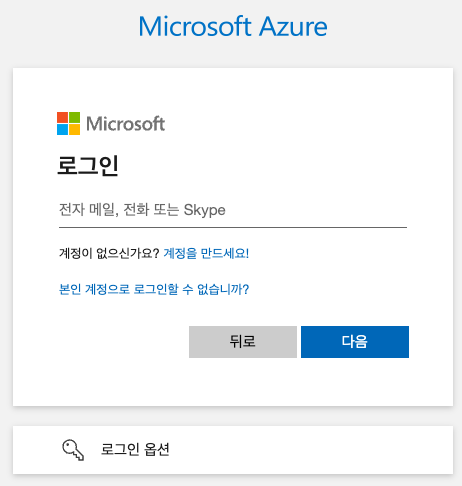 Microsoft Azure
Microsoft
로그인
전자 메일, 전화 또는 Skype
계정이 없으신가요? 계정을 만드세요!
본인 계정으로 로그인할 수 없습니까?
뒤로 다음
로그인 옵션